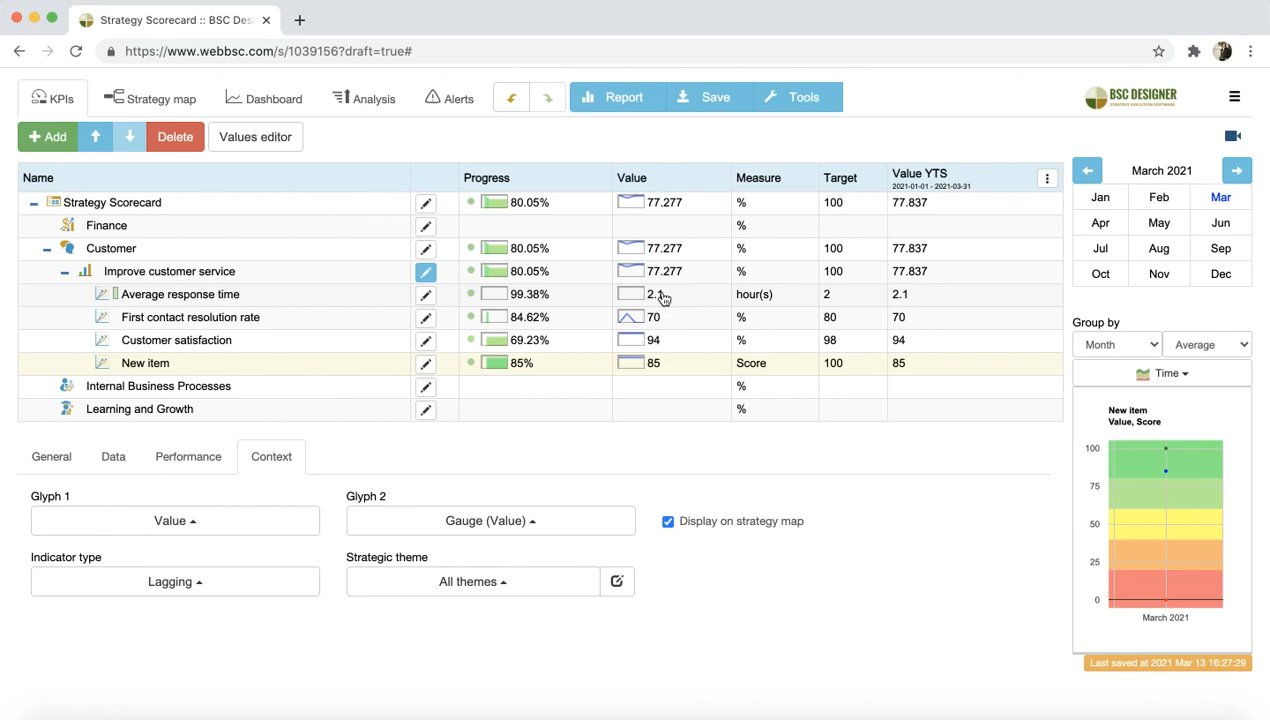 Strategy Scorecard :: BSC Des
https://www.webbsc.com/s/1039156?draft=true#
KPIs
Strategy map
Dashboard
Analysis
Alerts
Report
Save
Tools
BSC DESIGNER
STRATEGY EXECUTION SOFTWARE
Add
Delete
Values editor
Name Progress Value Measure Target Value YTS
2021-01-01 - 2021-03-31
Strategy Scorecard 80.05% 77.277 % 100 77.837
Finance %
Customer 80.05% 77.277 % 100 77.837
Improve customer service 80.05% 77.277 % 100 77.837
Average response time 99.38% 2.1 hour(s) 2 2.1
First contact resolution rate 84.62% 70 % 80 70
Customer satisfaction 69.23% 94 % 98 94
New item 85% 85 Score 100 85
Internal Business Processes %
Learning and Growth %
March 2021
Jan Feb Mar
Apr May Jun
Jul Aug Sep
Oct Nov Dec
Group by
Month Average
Time
New item
Value, Score
100
75
50
25
0
March 2021
Last saved at 2021 Mar 13 16:27:29
General Data Performance Context
Glyph 1 Glyph 2
Value Gauge (Value) Display on strategy map
Indicator type Strategic theme
Lagging All themes